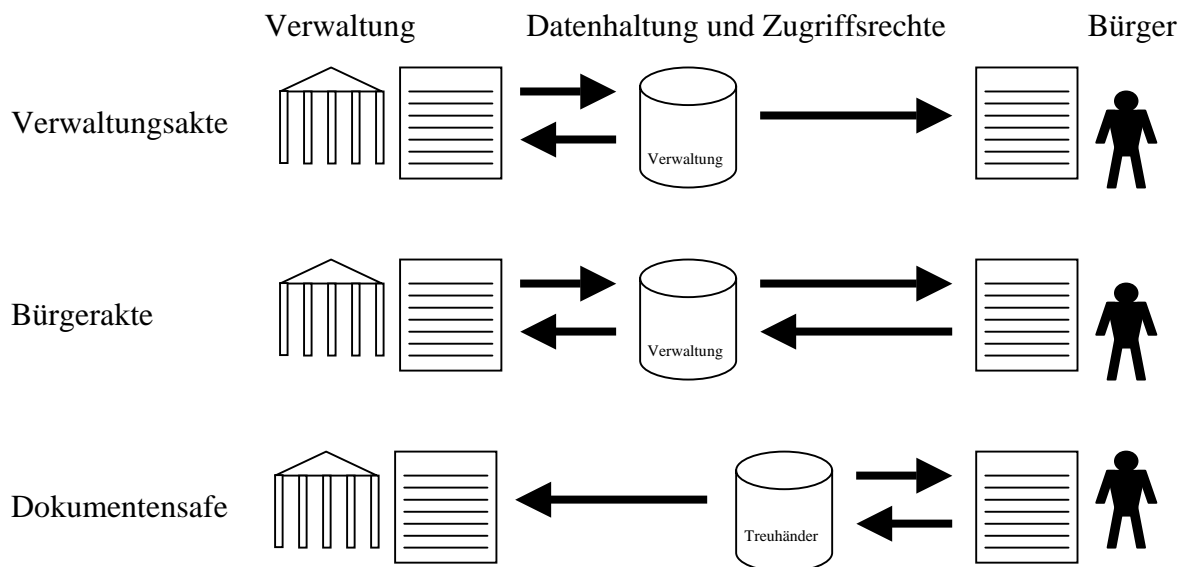 Verwaltung Datenhaltung und Zugriffsrechte Bürger
Verwaltungsakte
Verwaltung
Bürgerakte
Verwaltung
Dokumentensafe
Treuhänder